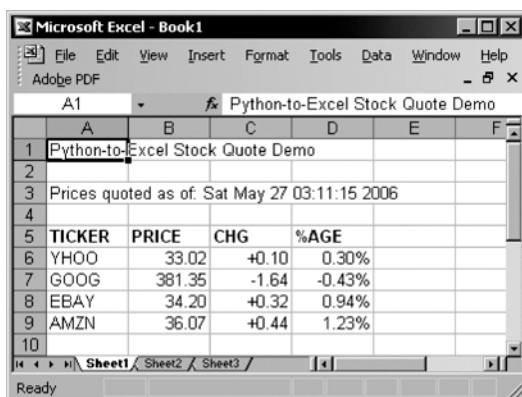 Microsoft Excel - Book1
File Edit View Insert Format Tools Data Window Help
Adobe PDF
A1 fx Python-to-Excel Stock Quote Demo
A B C D E F
1 Python-to-Excel Stock Quote Demo
2
3 Prices quoted as of: Sat May 27 03:11:15 2006
4
5 TICKER PRICE CHG %AGE
6 YHOO 33.02 +0.10 0.30%
7 GOOG 381.35 -1.64 -0.43%
8 EBAY 34.20 +0.32 0.94%
9 AMZN 36.07 +0.44 1.23%
10
Sheet1 Sheet2 Sheet3
Ready